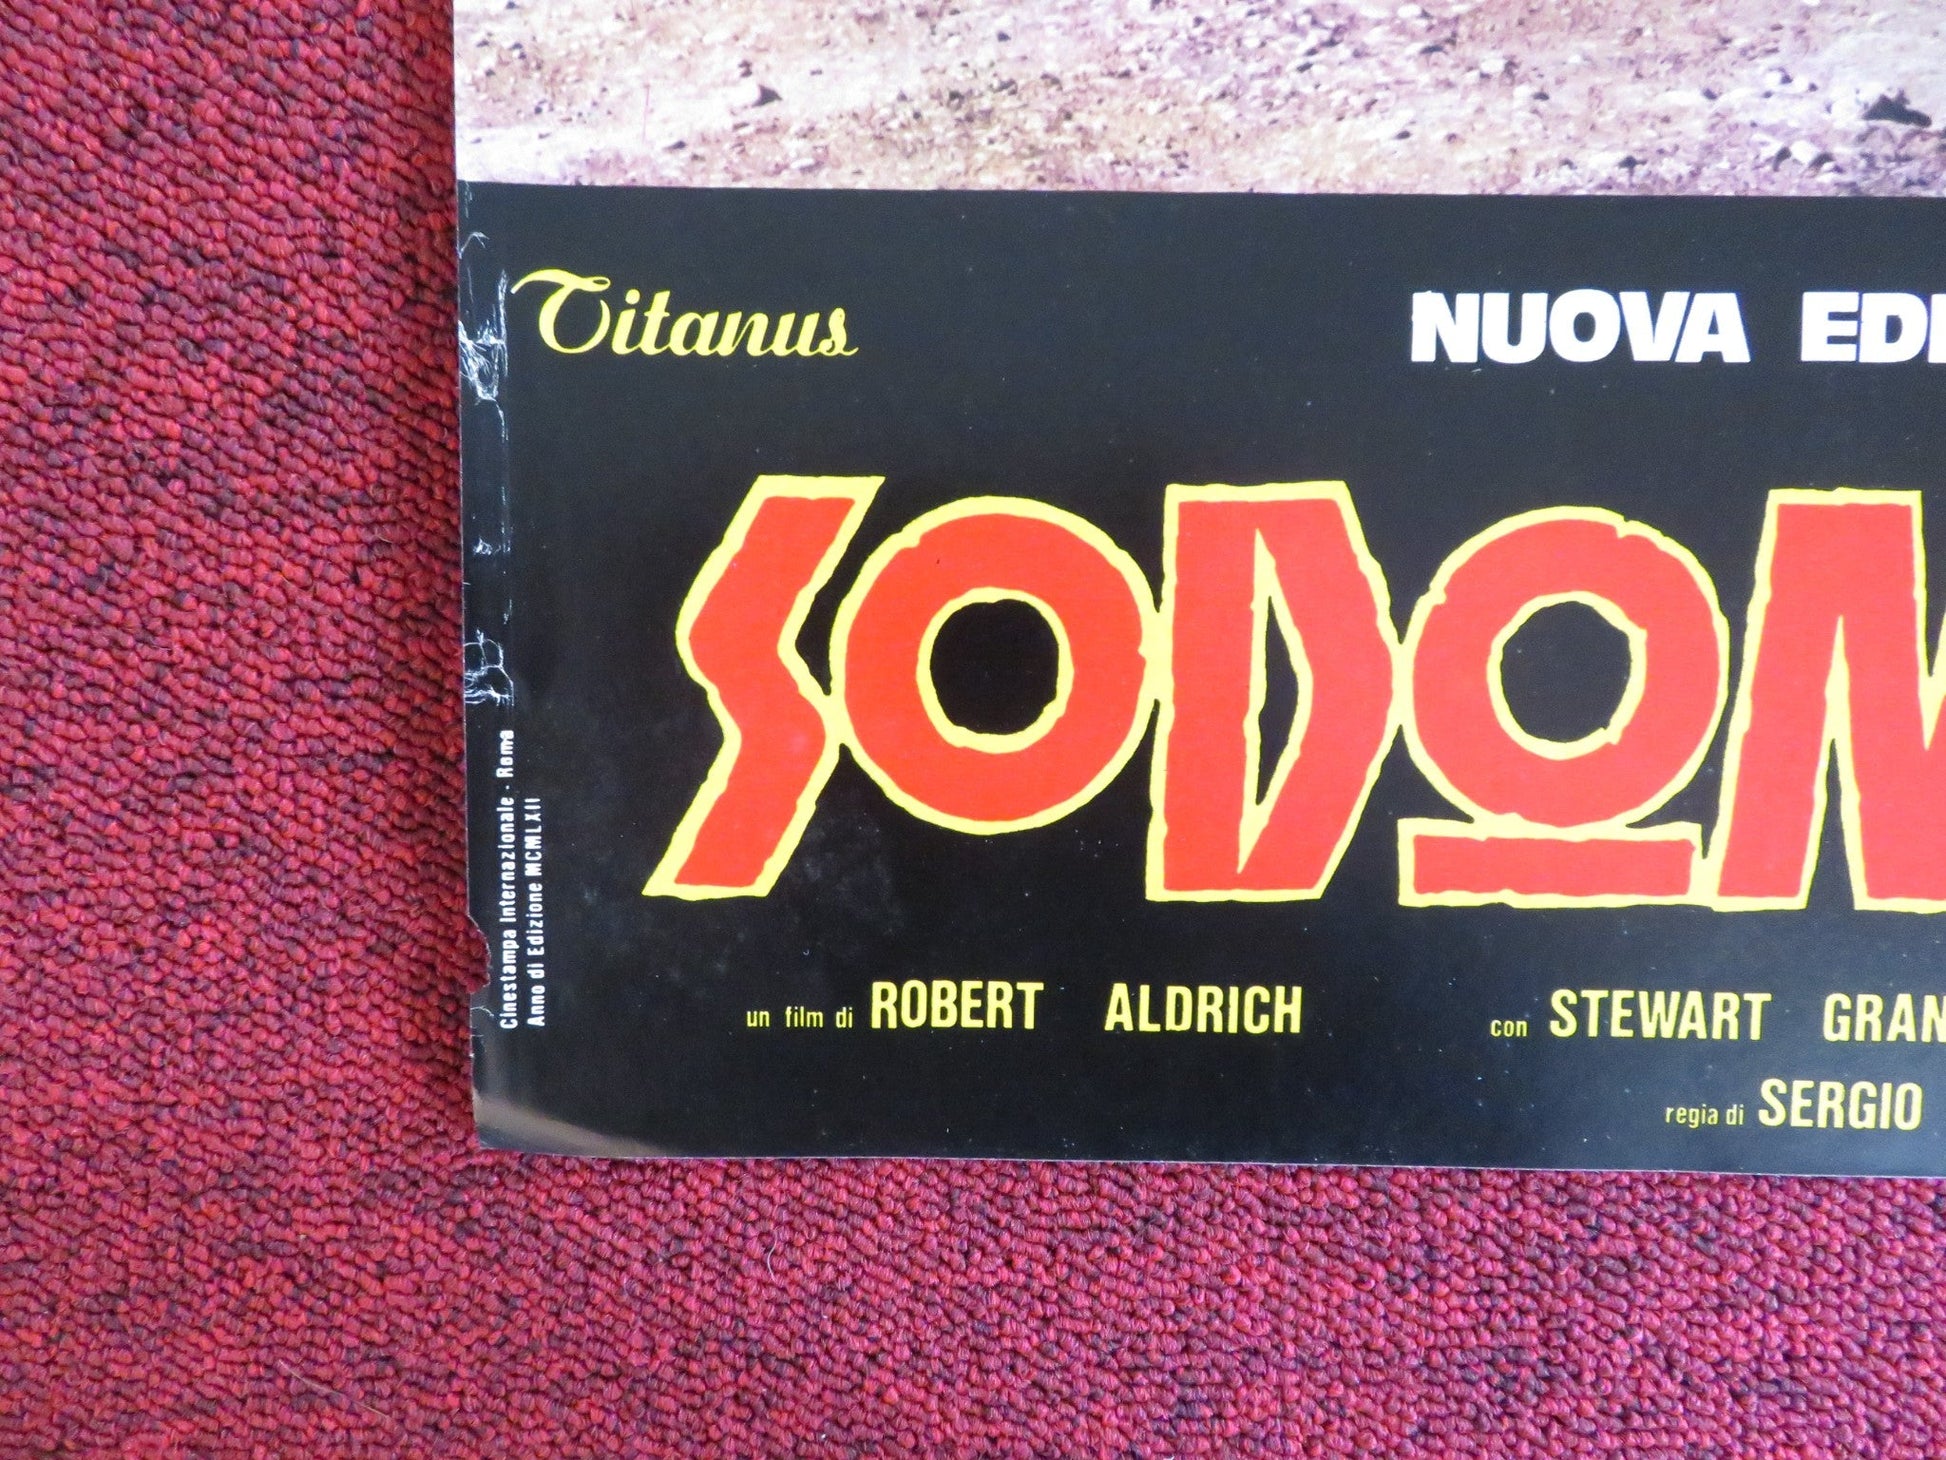 Titanus
NUOVA EDI
SODOM
un film di ROBERT ALDRICH con STEWART GRAN
regia di SERGIO
Cinestampa Internazionale - Roma
Anno di Edizione MCMLXII